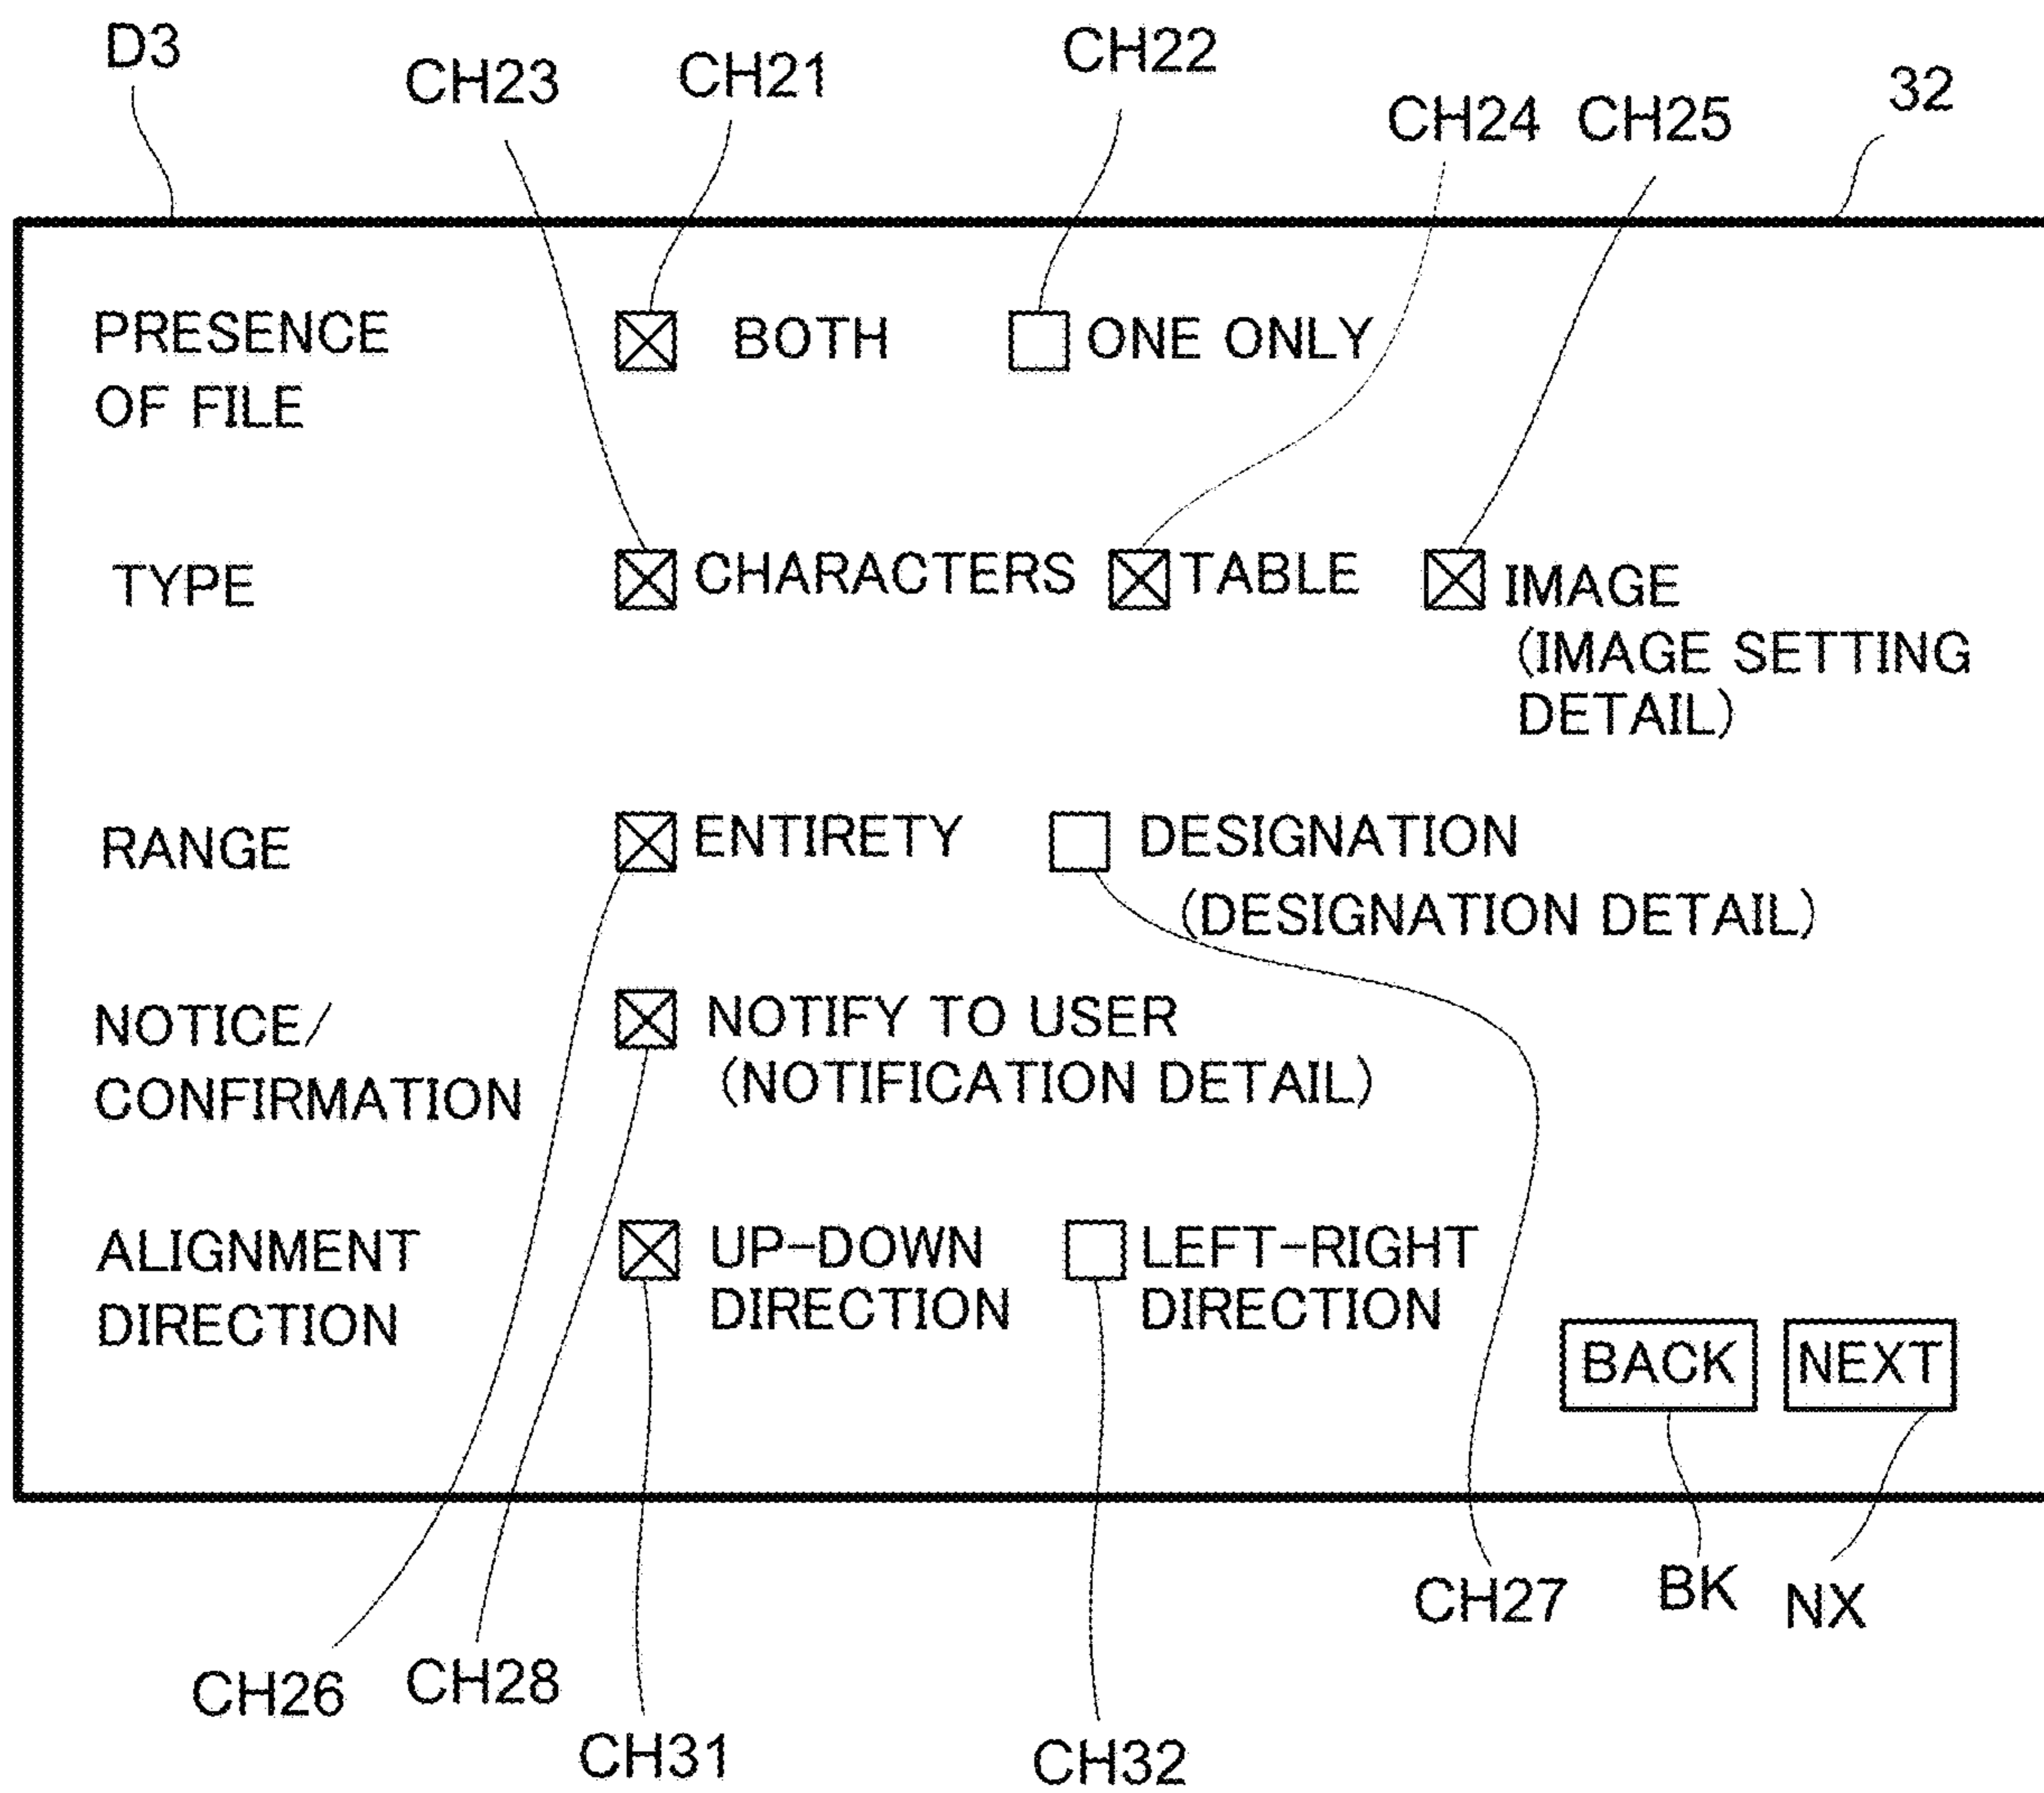 D3
CH23
CH21
CH22
CH24
CH25
32
PRESENCE
OF FILE
BOTH
ONE ONLY
TYPE
CHARACTERS
TABLE
IMAGE
(IMAGE SETTING
DETAIL)
RANGE
ENTIRETY
DESIGNATION
(DESIGNATION DETAIL)
NOTICE/
CONFIRMATION
NOTIFY TO USER
(NOTIFICATION DETAIL)
ALIGNMENT
DIRECTION
UP-DOWN
DIRECTION
LEFT-RIGHT
DIRECTION
BACK
NEXT
CH26
CH28
CH31
CH32
CH27
BK
NX